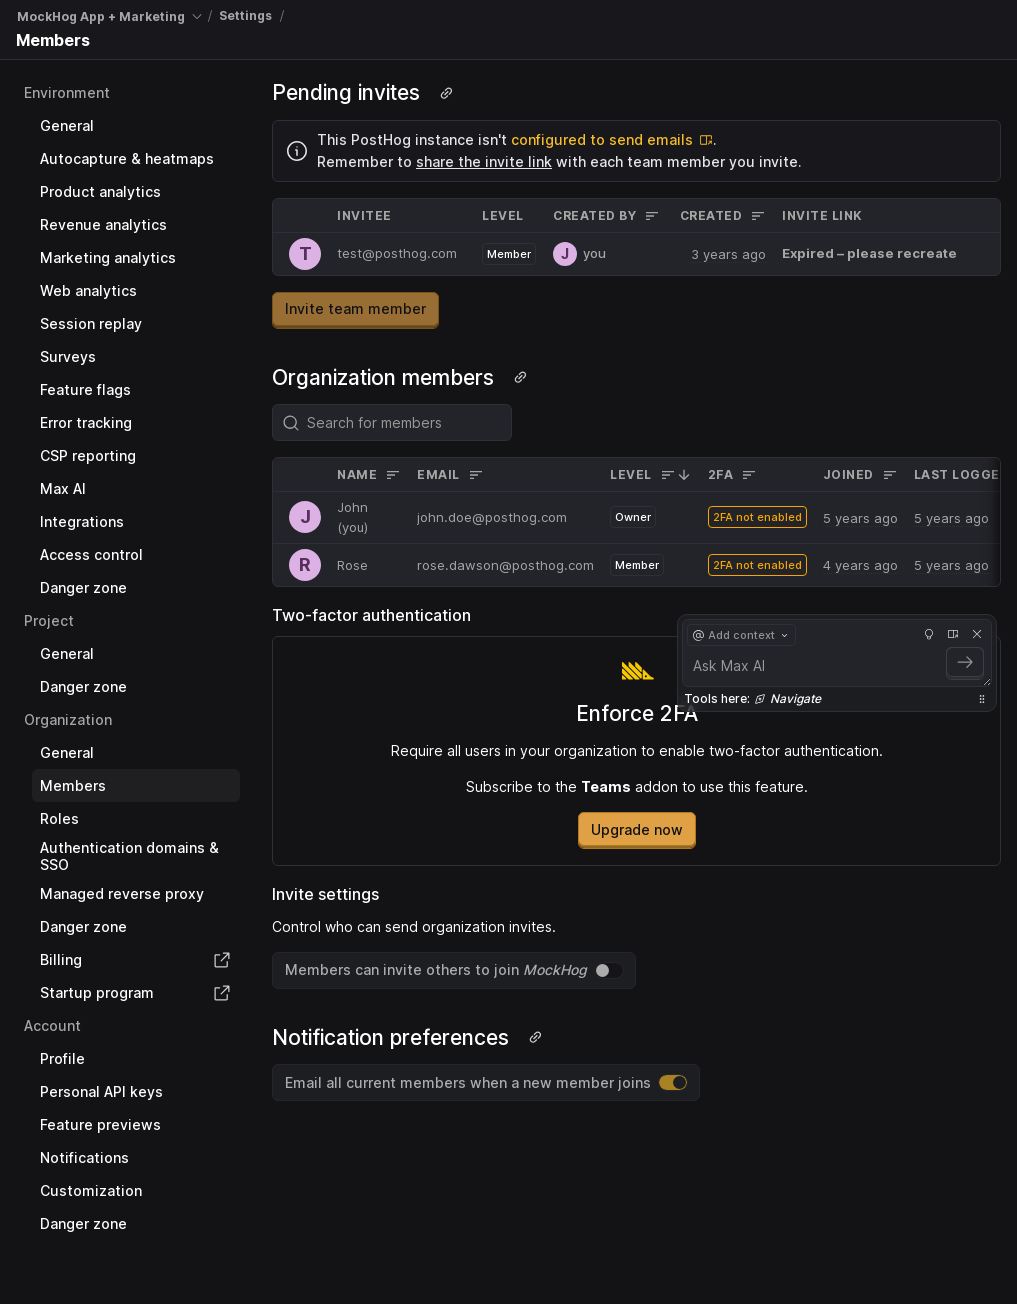 MockHog App + Marketing / Settings /
Members
Environment
General
Autocapture & heatmaps
Product analytics
Revenue analytics
Marketing analytics
Web analytics
Session replay
Surveys
Feature flags
Error tracking
CSP reporting
Max AI
Integrations
Access control
Danger zone
Project
General
Danger zone
Organization
General
Members
Roles
Authentication domains &
SSO
Managed reverse proxy
Danger zone
Billing
Startup program
Account
Profile
Personal API keys
Feature previews
Notifications
Customization
Danger zone
Pending invites
This PostHog instance isn't configured to send emails.
Remember to share the invite link with each team member you invite.
INVITEE LEVEL CREATED BY CREATED INVITE LINK
T test@posthog.com Member J you 3 years ago Expired – please recreate
Invite team member
Organization members
Search for members
NAME EMAIL LEVEL 2FA JOINED LAST LOGGE
J John (you) john.doe@posthog.com Owner 2FA not enabled 5 years ago 5 years ago
R Rose rose.dawson@posthog.com Member 2FA not enabled 4 years ago 5 years ago
Two-factor authentication
@ Add context
Ask Max AI
Tools here: Navigate
Enforce 2FA
Require all users in your organization to enable two-factor authentication.
Subscribe to the Teams addon to use this feature.
Upgrade now
Invite settings
Control who can send organization invites.
Members can invite others to join MockHog
Notification preferences
Email all current members when a new member joins